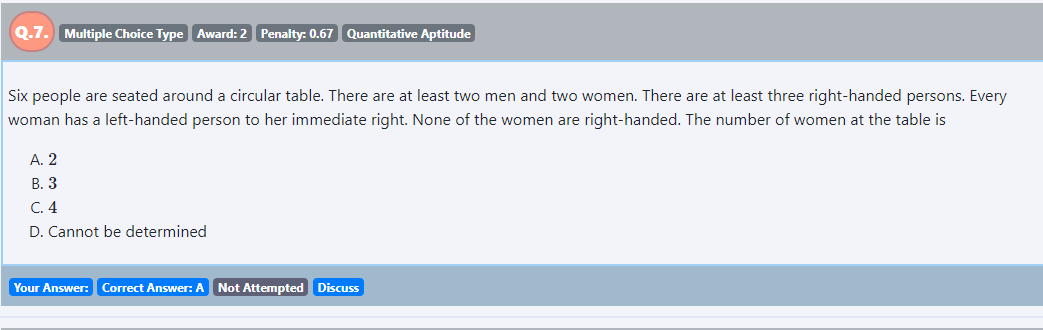 Q.7. Multiple Choice Type Award: 2 Penalty: 0.67 Quantitative Aptitude
Six people are seated around a circular table. There are at least two men and two women. There are at least three right-handed persons. Every
woman has a left-handed person to her immediate right. None of the women are right-handed. The number of women at the table is
A. 2
B. 3
C. 4
D. Cannot be determined
Your Answer: Correct Answer: A Not Attempted Discuss